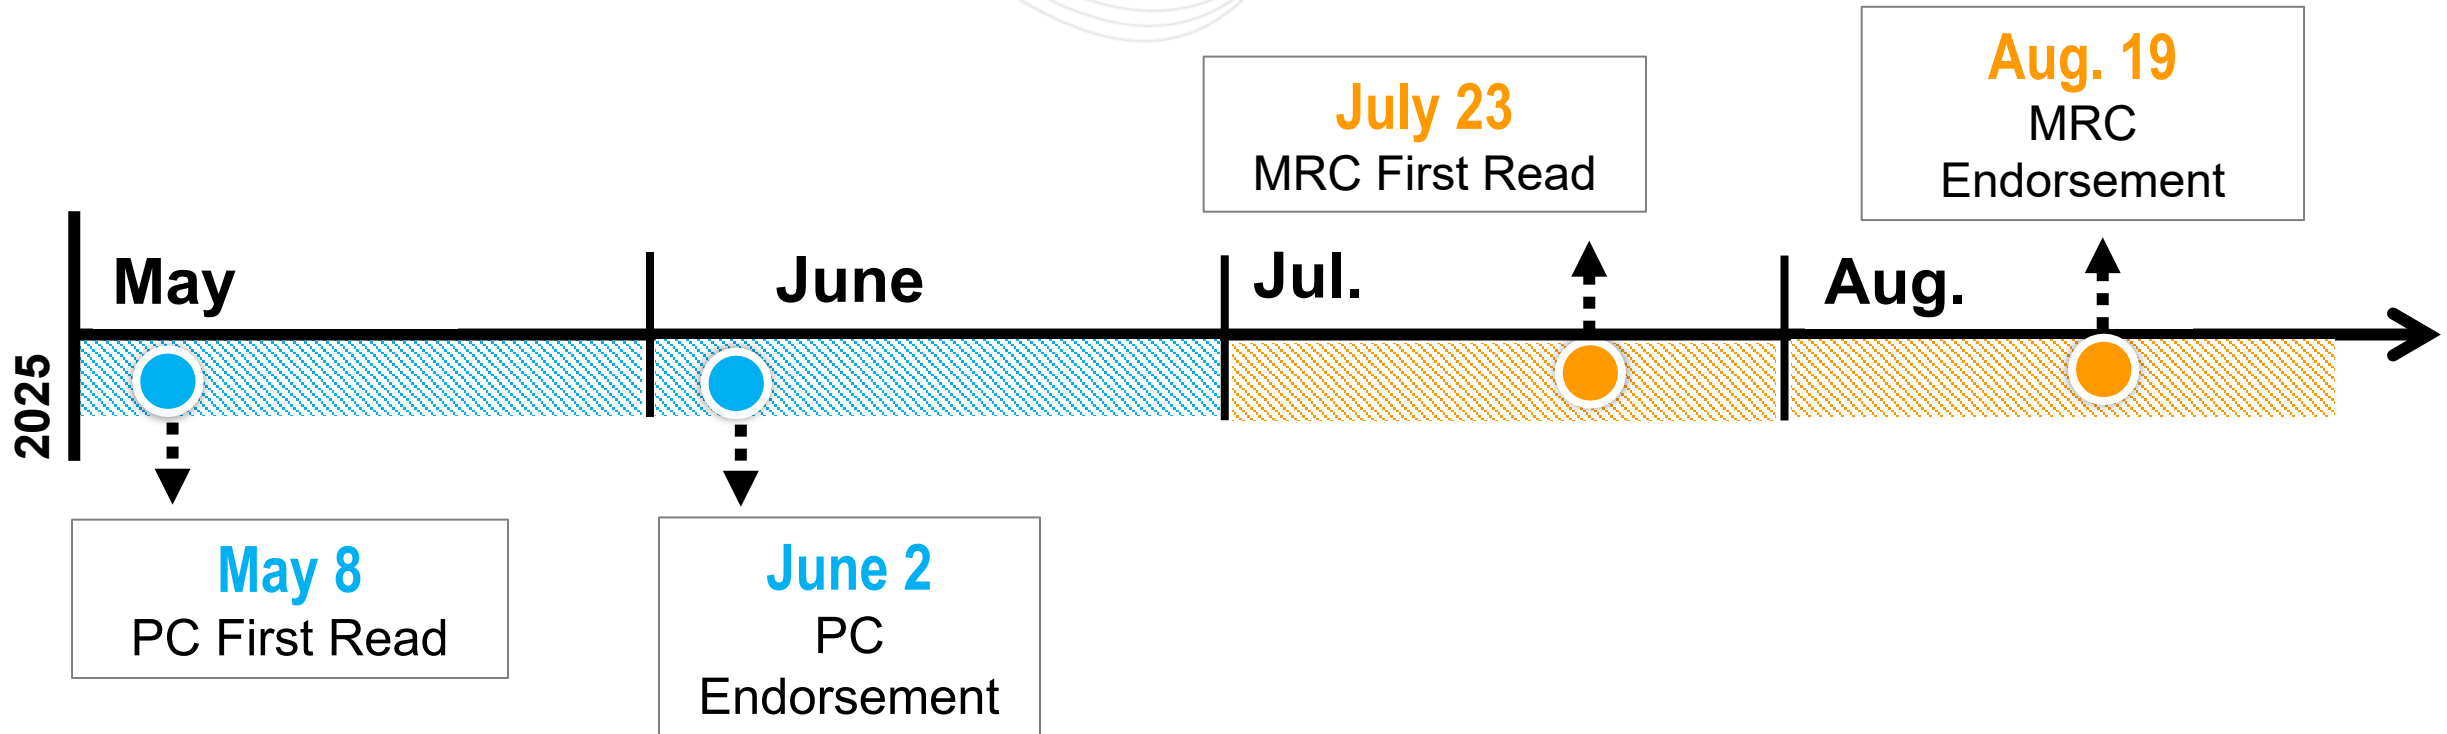 Aug. 19
MRC
Endorsement
July 23
MRC First Read
May
June
Jul.
Aug.
2025
May 8
PC First Read
June 2
PC
Endorsement